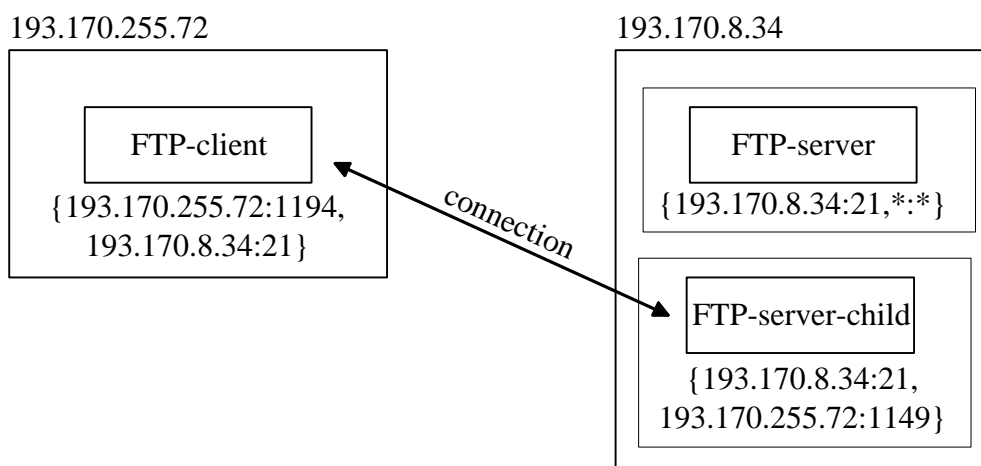 193.170.255.72
FTP-client
{193.170.255.72:1194,
193.170.8.34:21}
connection
193.170.8.34
FTP-server
{193.170.8.34:21,*:*}
FTP-server-child
{193.170.8.34:21,
193.170.255.72:1149}